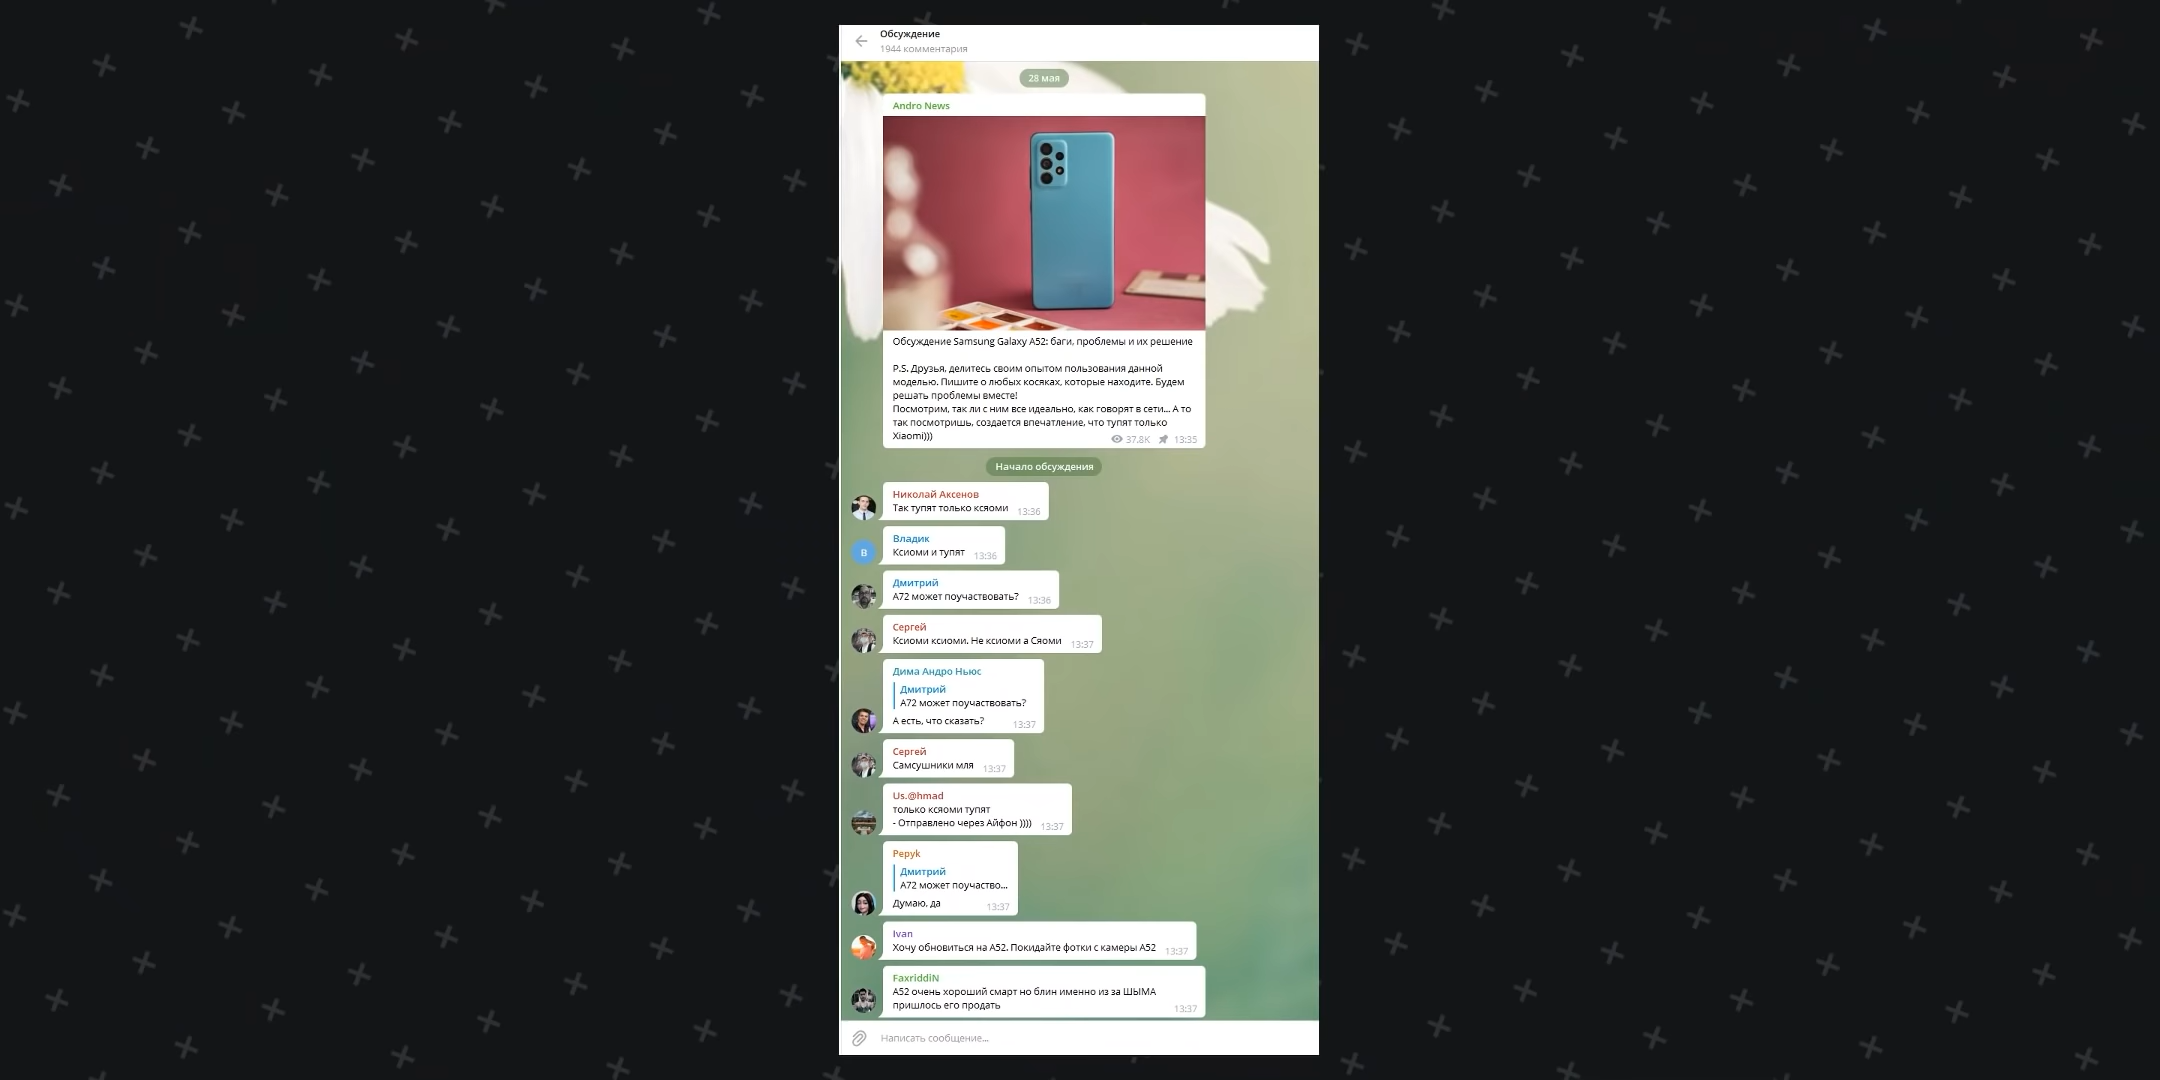 Обсуждение
1944 комментария
28 мая
Andro News
Обсуждение Samsung Galaxy A52: баги, проблемы и их решение
P.S. Друзья, делитесь своим опытом пользования данной
моделью. Пишите о любых косяках, которые находите. Будем
решать проблемы вместе!
Посмотрим, так ли с ним все идеально, как говорят в сети... А то
так посмотришь, создается впечатление, что тупят только
Xiaomi)))
37,8K 13:35
Начало обсуждения
Николай Аксенов
Так тупят только ксяоми 13:36
В
Владик
Ксиоми и тупят 13:36
Дмитрий
A72 может поучаствовать? 13:36
Сергей
Ксиоми ксиоми. Не ксиоми а Сяоми 13:37
Дима Андро Ньюс
Дмитрий
A72 может поучаствовать?
А есть, что сказать? 13:37
Сергей
Самсушники мля 13:37
Us.@hmad
только ксяоми тупят
- Отправлено через Айфон )))) 13:37
Pepyk
Дмитрий
A72 может поучаство...
Думаю, да 13:37
Ivan
Хочу обновиться на A52. Покидайте фотки с камеры A52 13:37
FaxriddiN
A52 очень хороший смарт но блин именно из за ШЫМА
пришлось его продать 13:37
Написать сообщение...